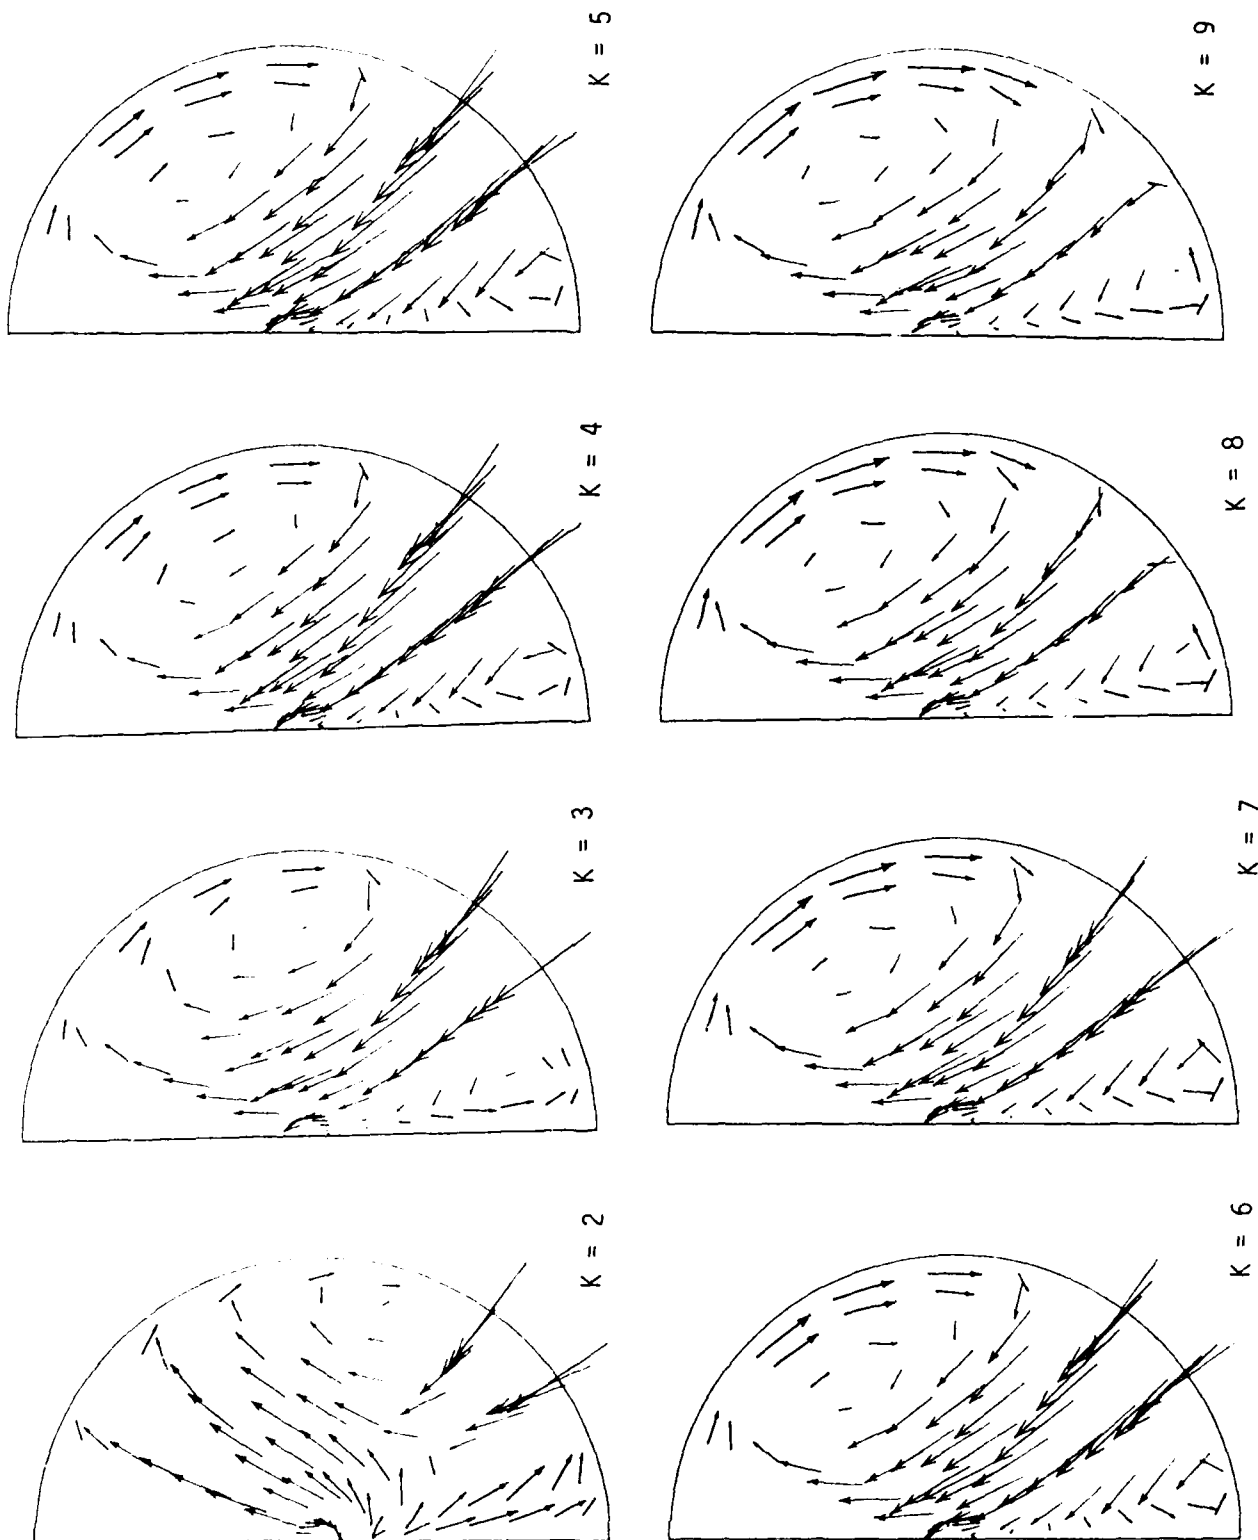 K = 2
K = 3
K = 4
K = 5
K = 6
K = 7
K = 8
K = 9